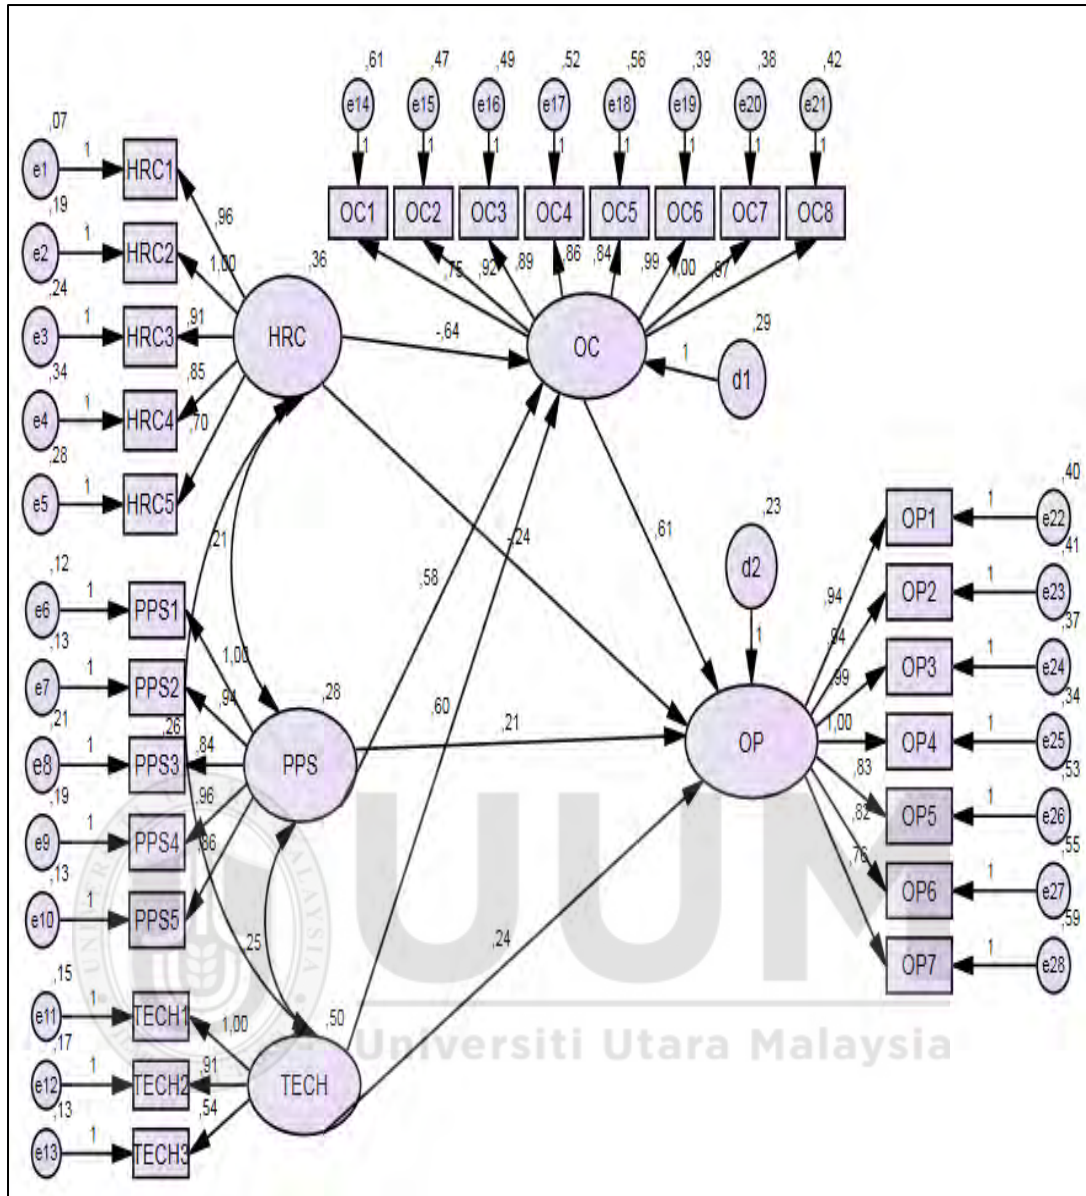 ,61 ,47 ,49 ,52 ,56 ,39 ,38 ,42
e14 e15 e16 e17 e18 e19 e20 e21
1 1 1 1 1 1 1 1
OC1 OC2 OC3 OC4 OC5 OC6 OC7 OC8
,75 ,92 ,89 ,86 ,84 ,99 1,00
OC
,29
1 d1
,07
e1 1 HRC1
,96
,19
e2 1 HRC2
1,00
,24
e3 1 HRC3
,91
,34
e4 1 HRC4
,85
,28
e5 1 HRC5
,70
,36
HRC
-,64
-,24
,21
,61
,23
d2
1
,12
e6 1 PPS1
1,00
,13
e7 1 PPS2
,94
,21
e8 1 PPS3
,84
,26
,19
e9 1 PPS4
,96
,13
e10 1 PPS5
,86
,28
PPS
,58
,60
,21
,25
,15
e11 1 TECH1
1,00
,17
e12 1 TECH2
,91
,13
e13 1 TECH3
,54
,50
TECH
,24
OP
,94 OP1 1 e22 ,40
,94 OP2 1 e23 ,41
,99 OP3 1 e24 ,37
1,00 OP4 1 e25 ,34
,83 OP5 1 e26 ,53
,82 OP6 1 e27 ,55
,76 OP7 1 e28 ,59
UUM
Universiti Utara Malaysia